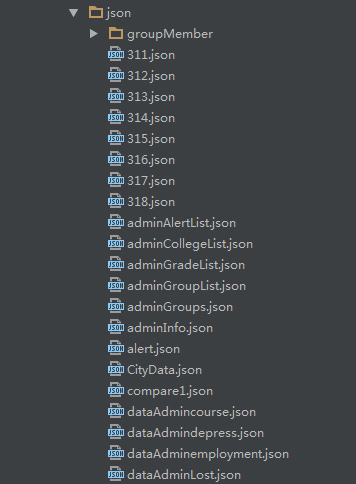 json
groupMember
311.json
312.json
313.json
314.json
315.json
316.json
317.json
318.json
adminAlertList.json
adminCollegeList.json
adminGradeList.json
adminGroupList.json
adminGroups.json
adminInfo.json
alert.json
CityData.json
compare1.json
dataAdmincourse.json
dataAdmindepress.json
dataAdminemployment.json
dataAdminLost.json